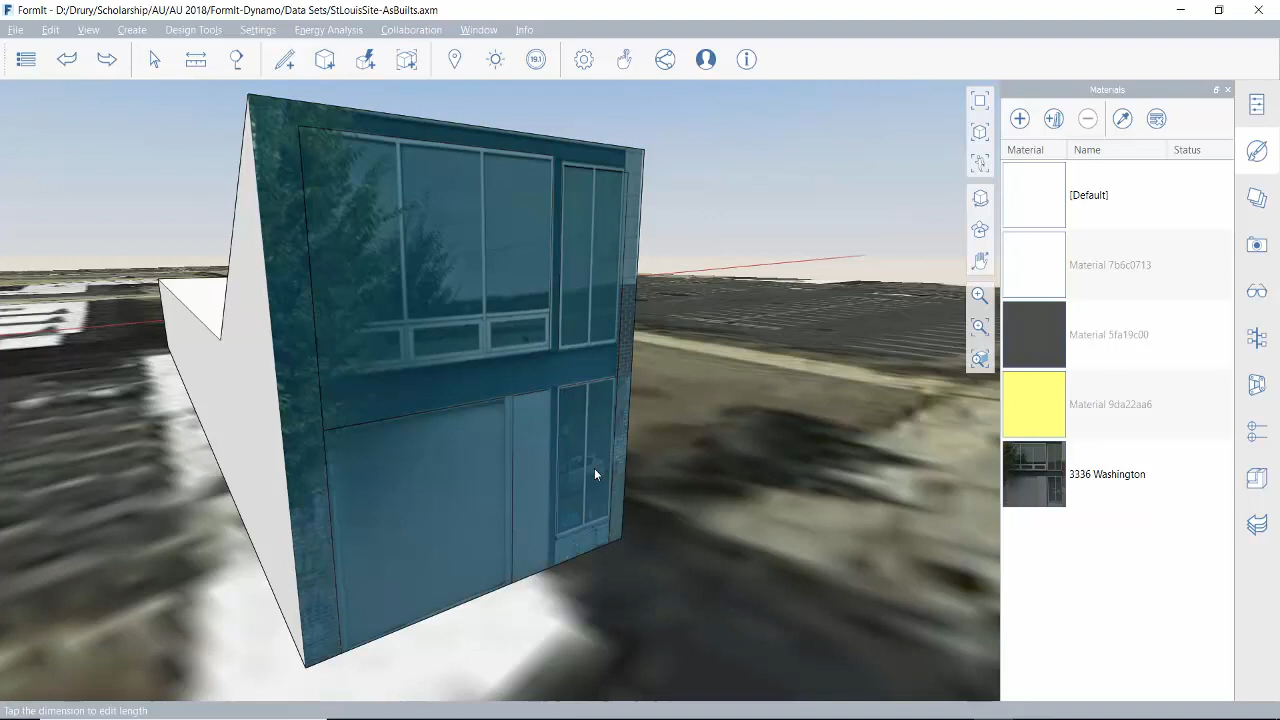 FormIt - D:/Drury/Scholarship/AU/AU 2018/FormIt-Dynamo/Data Sets/StLouisSite-AsBuilts.axm
File Edit View Create Design Tools Settings Energy Analysis Collaboration Window Info
19.1
Materials
Material Name Status
[Default]
Material 7b6c0713
Material 5fa19c00
Material 9da22aa6
3336 Washington
Tap the dimension to edit length